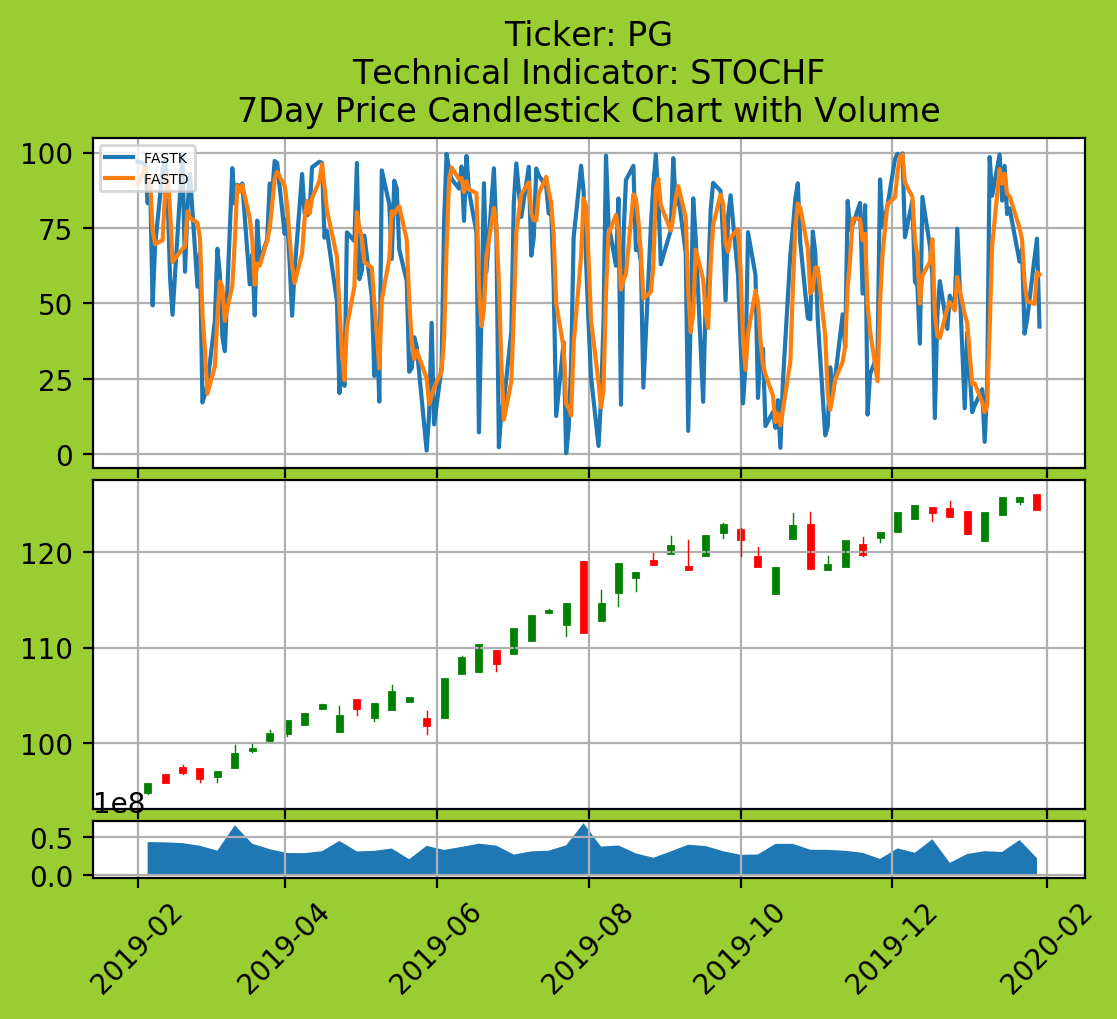 Ticker: PG
Technical Indicator: STOCHF
7Day Price Candlestick Chart with Volume
100
75
50
25
0
FASTK
FASTD
120
110
100
1e8
0.5
0.0
2019-02
2019-04
2019-06
2019-08
2019-10
2019-12
2020-02